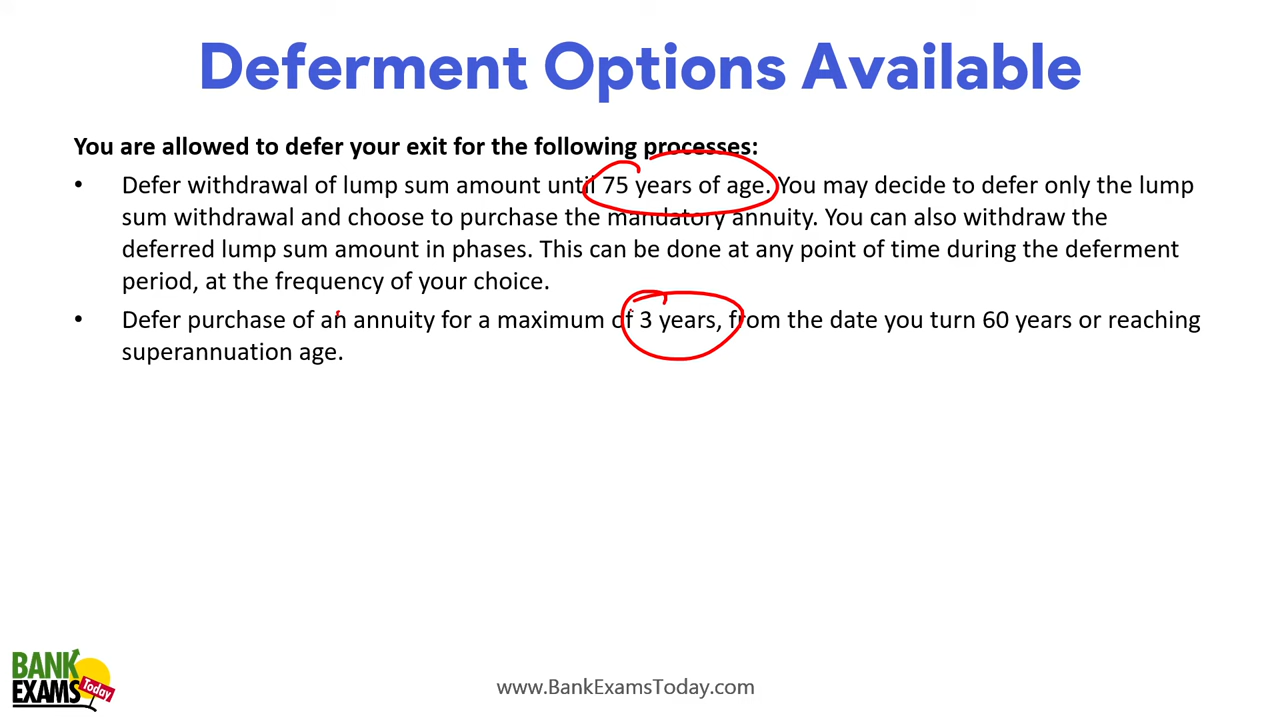 Deferment Options Available
You are allowed to defer your exit for the following processes:
• Defer withdrawal of lump sum amount until 75 years of age. You may decide to defer only the lump
sum withdrawal and choose to purchase the mandatory annuity. You can also withdraw the
deferred lump sum amount in phases. This can be done at any point of time during the deferment
period, at the frequency of your choice.
• Defer purchase of an annuity for a maximum of 3 years, from the date you turn 60 years or reaching
superannuation age.
BANK
EXAMS
Today
www.BankExamsToday.com